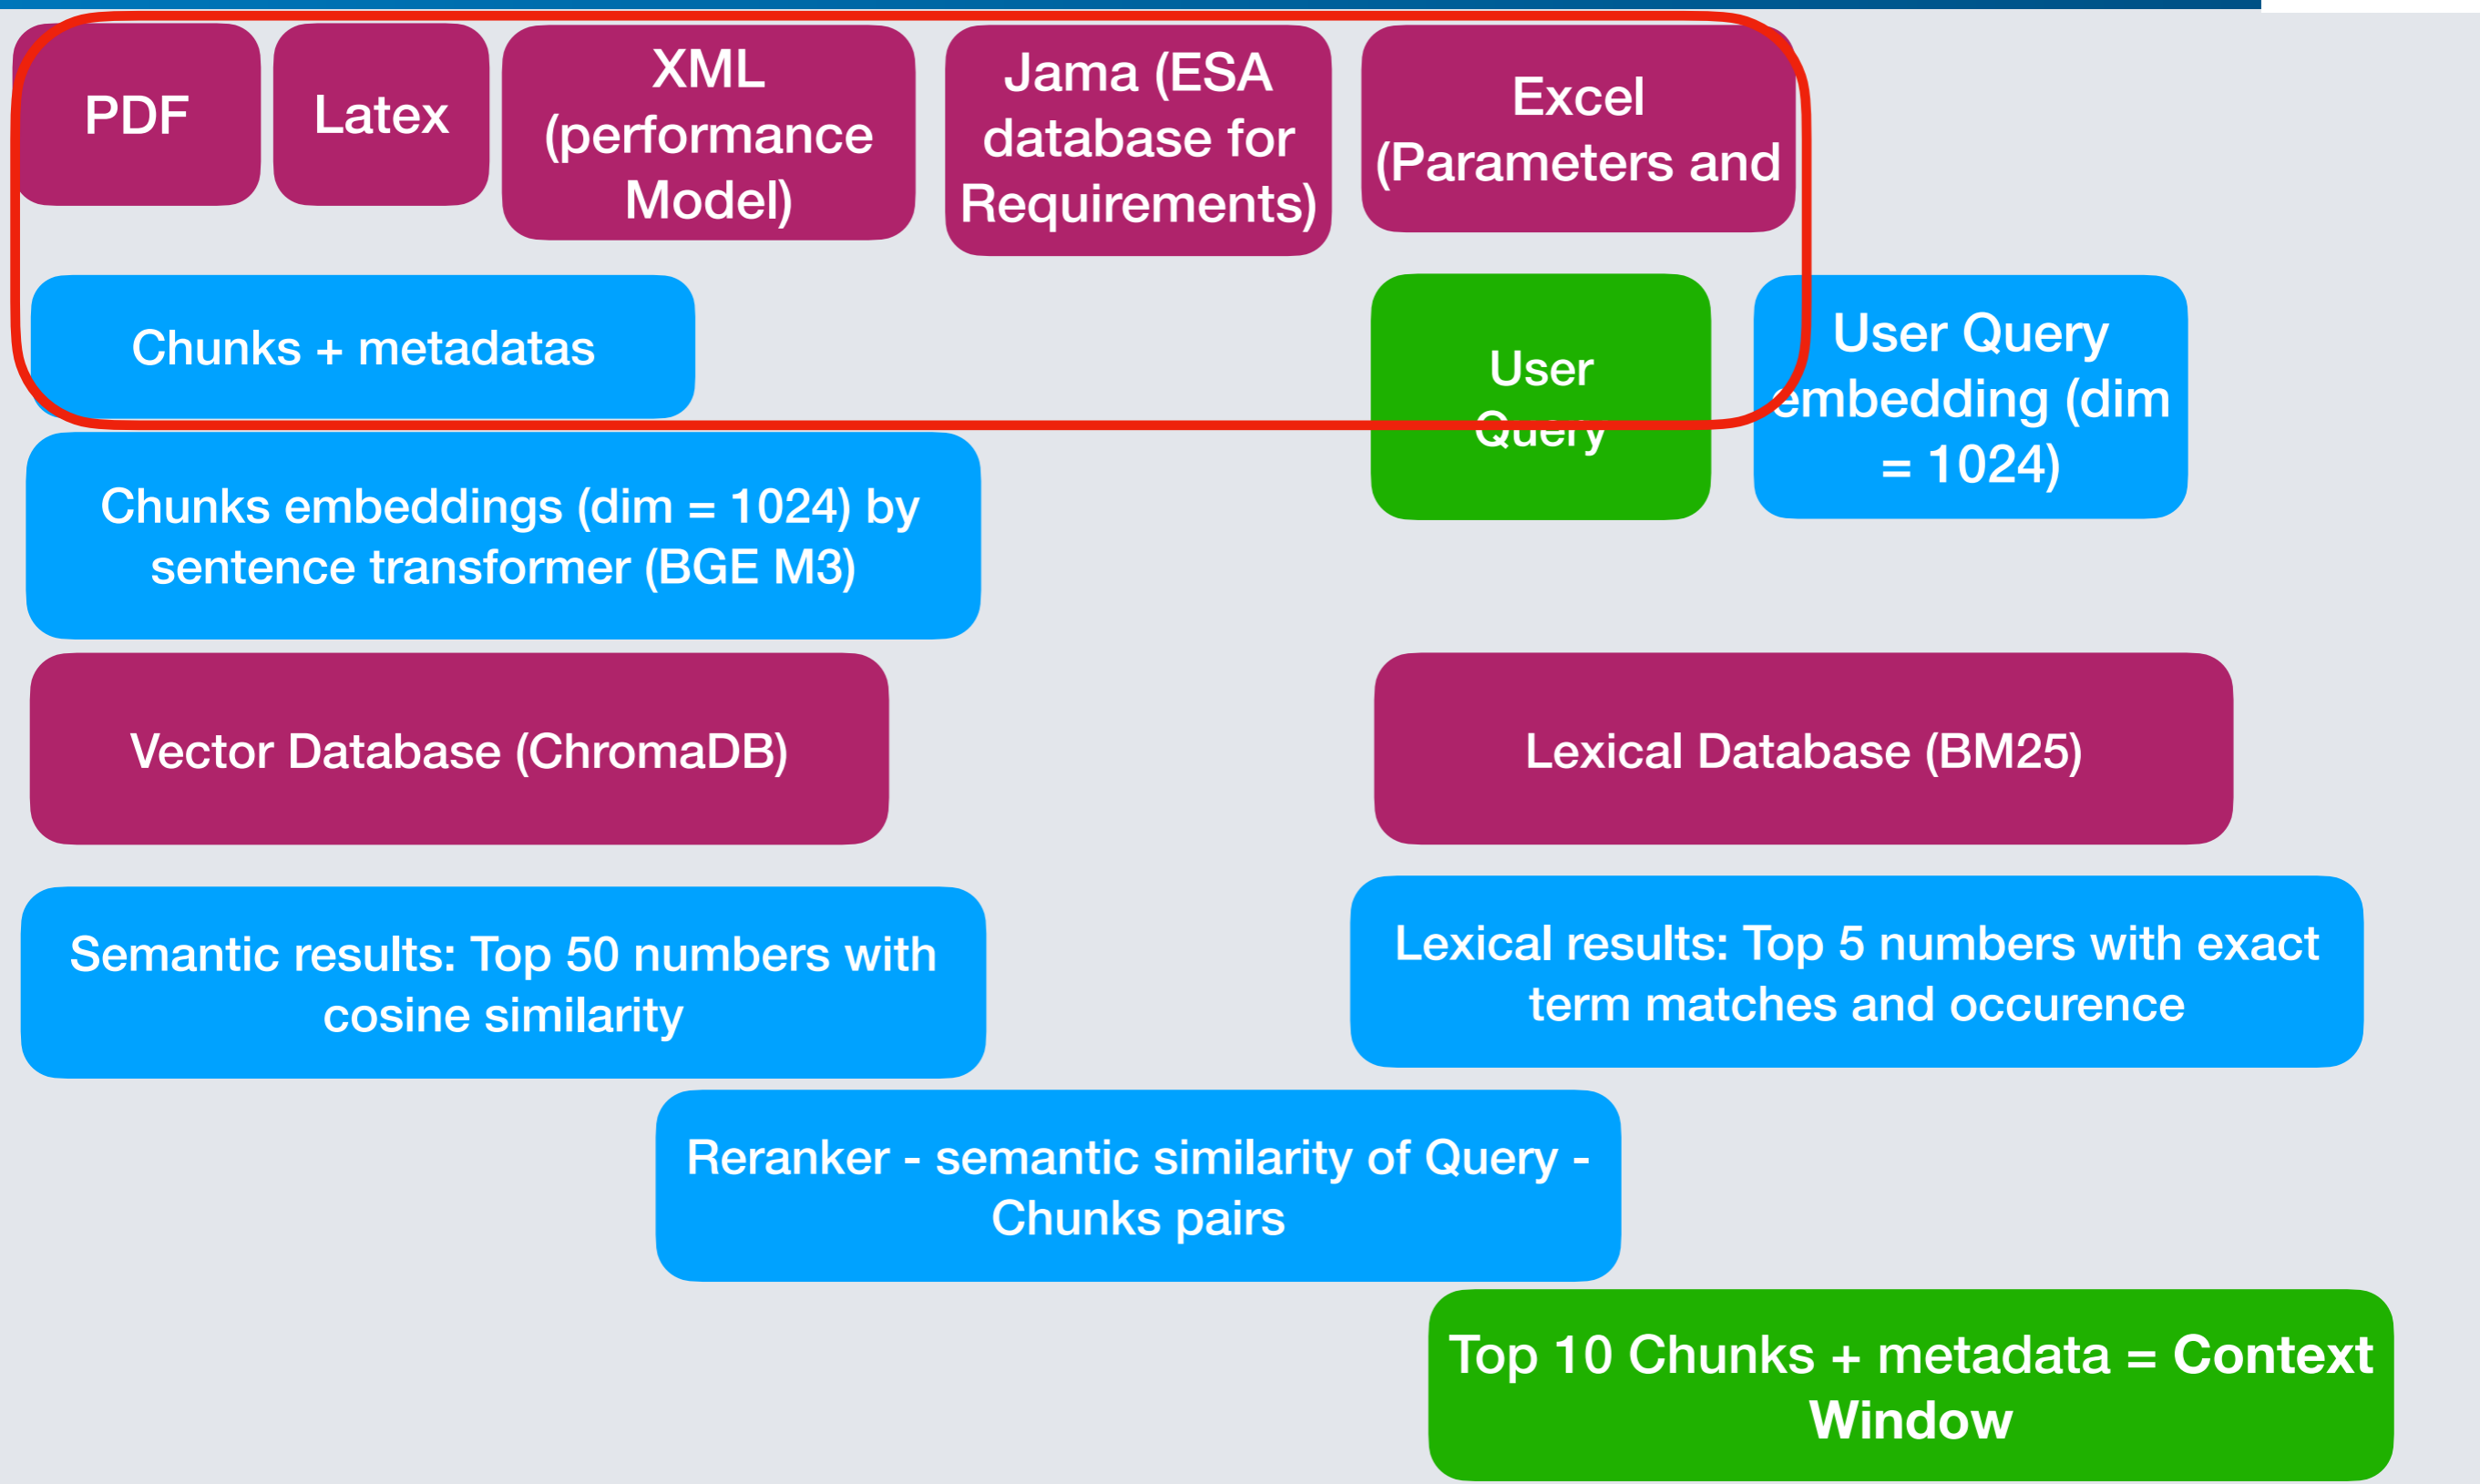 PDF
Latex
XML
(performance
Model)
Jama (ESA
database for
Requirements)
Excel
(Parameters and
Chunks + metadatas
User
Query
User Query
embedding (dim
= 1024)
Chunks embeddings (dim = 1024) by
sentence transformer (BGE M3)
Vector Database (ChromaDB)
Lexical Database (BM25)
Semantic results: Top 50 numbers with
cosine similarity
Lexical results: Top 5 numbers with exact
term matches and occurence
Reranker - semantic similarity of Query -
Chunks pairs
Top 10 Chunks + metadata = Context
Window